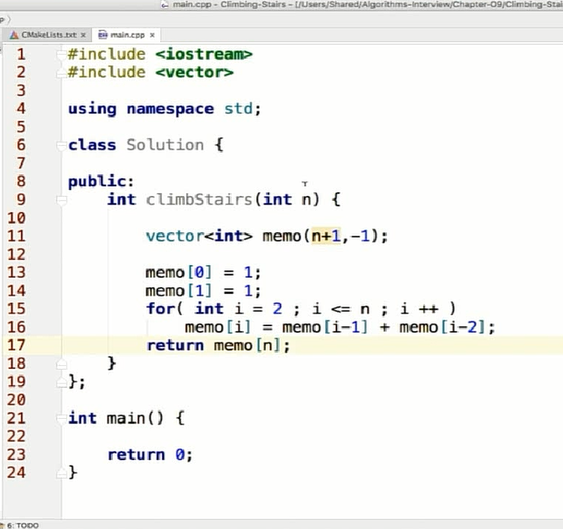 main.cpp - Climbing-Stairs - [/Users/Shared/Algorithms-Interview/Chapter-09/Climbing-Stai
CMakeLists.txt × main.cpp ×
1 #include <iostream>
2 #include <vector>
3
4 using namespace std;
5
6 class Solution {
7
8 public:
9 int climbStairs(int n) {
10
11 vector<int> memo(n+1,-1);
12
13 memo[0] = 1;
14 memo[1] = 1;
15 for( int i = 2 ; i <= n ; i ++ )
16 memo[i] = memo[i-1] + memo[i-2];
17 return memo[n];
18 }
19 };
20
21 int main() {
22
23 return 0;
24 }
6: TODO